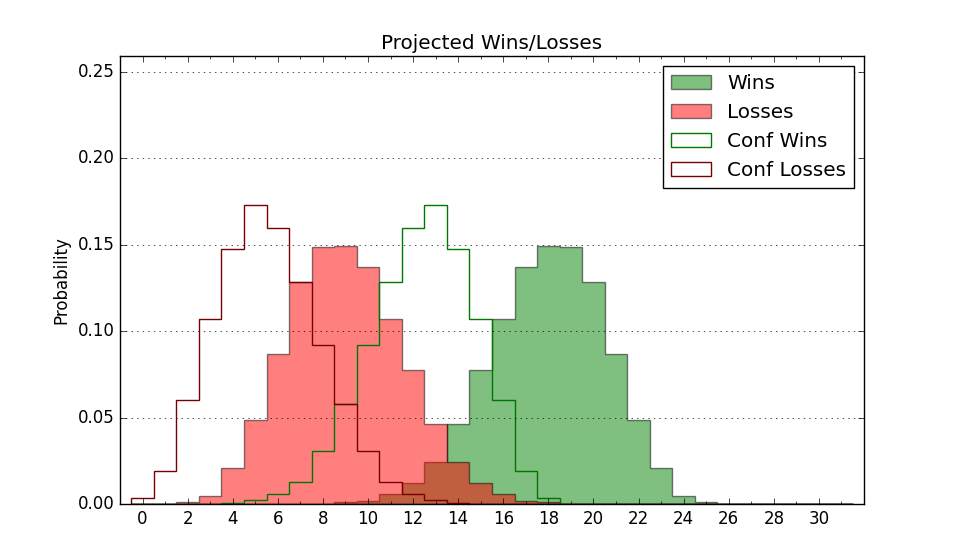 Projected Wins/Losses
0.25
0.20
0.15
0.10
0.05
0.00
Probability
Wins
Losses
Conf Wins
Conf Losses
0 2 4 6 8 10 12 14 16 18 20 22 24 26 28 30